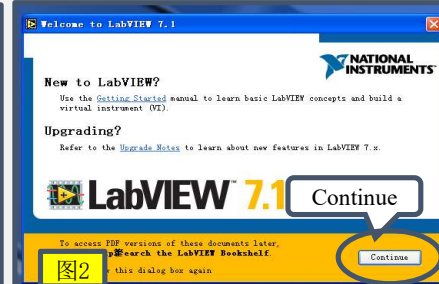 Welcome to LabVIEW 7.1
NATIONAL
INSTRUMENTS
New to LabVIEW?
Use the Getting Started manual to learn basic LabVIEW concepts and build a
virtual instrument (VI).
Upgrading?
Refer to the Upgrade Notes to learn about new features in LabVIEW 7.x.
LabVIEW 7.1
Continue
To access PDF versions of these documents later,
earch the LabVIEW Bookshelf.
Continue
图2
this dialog box again